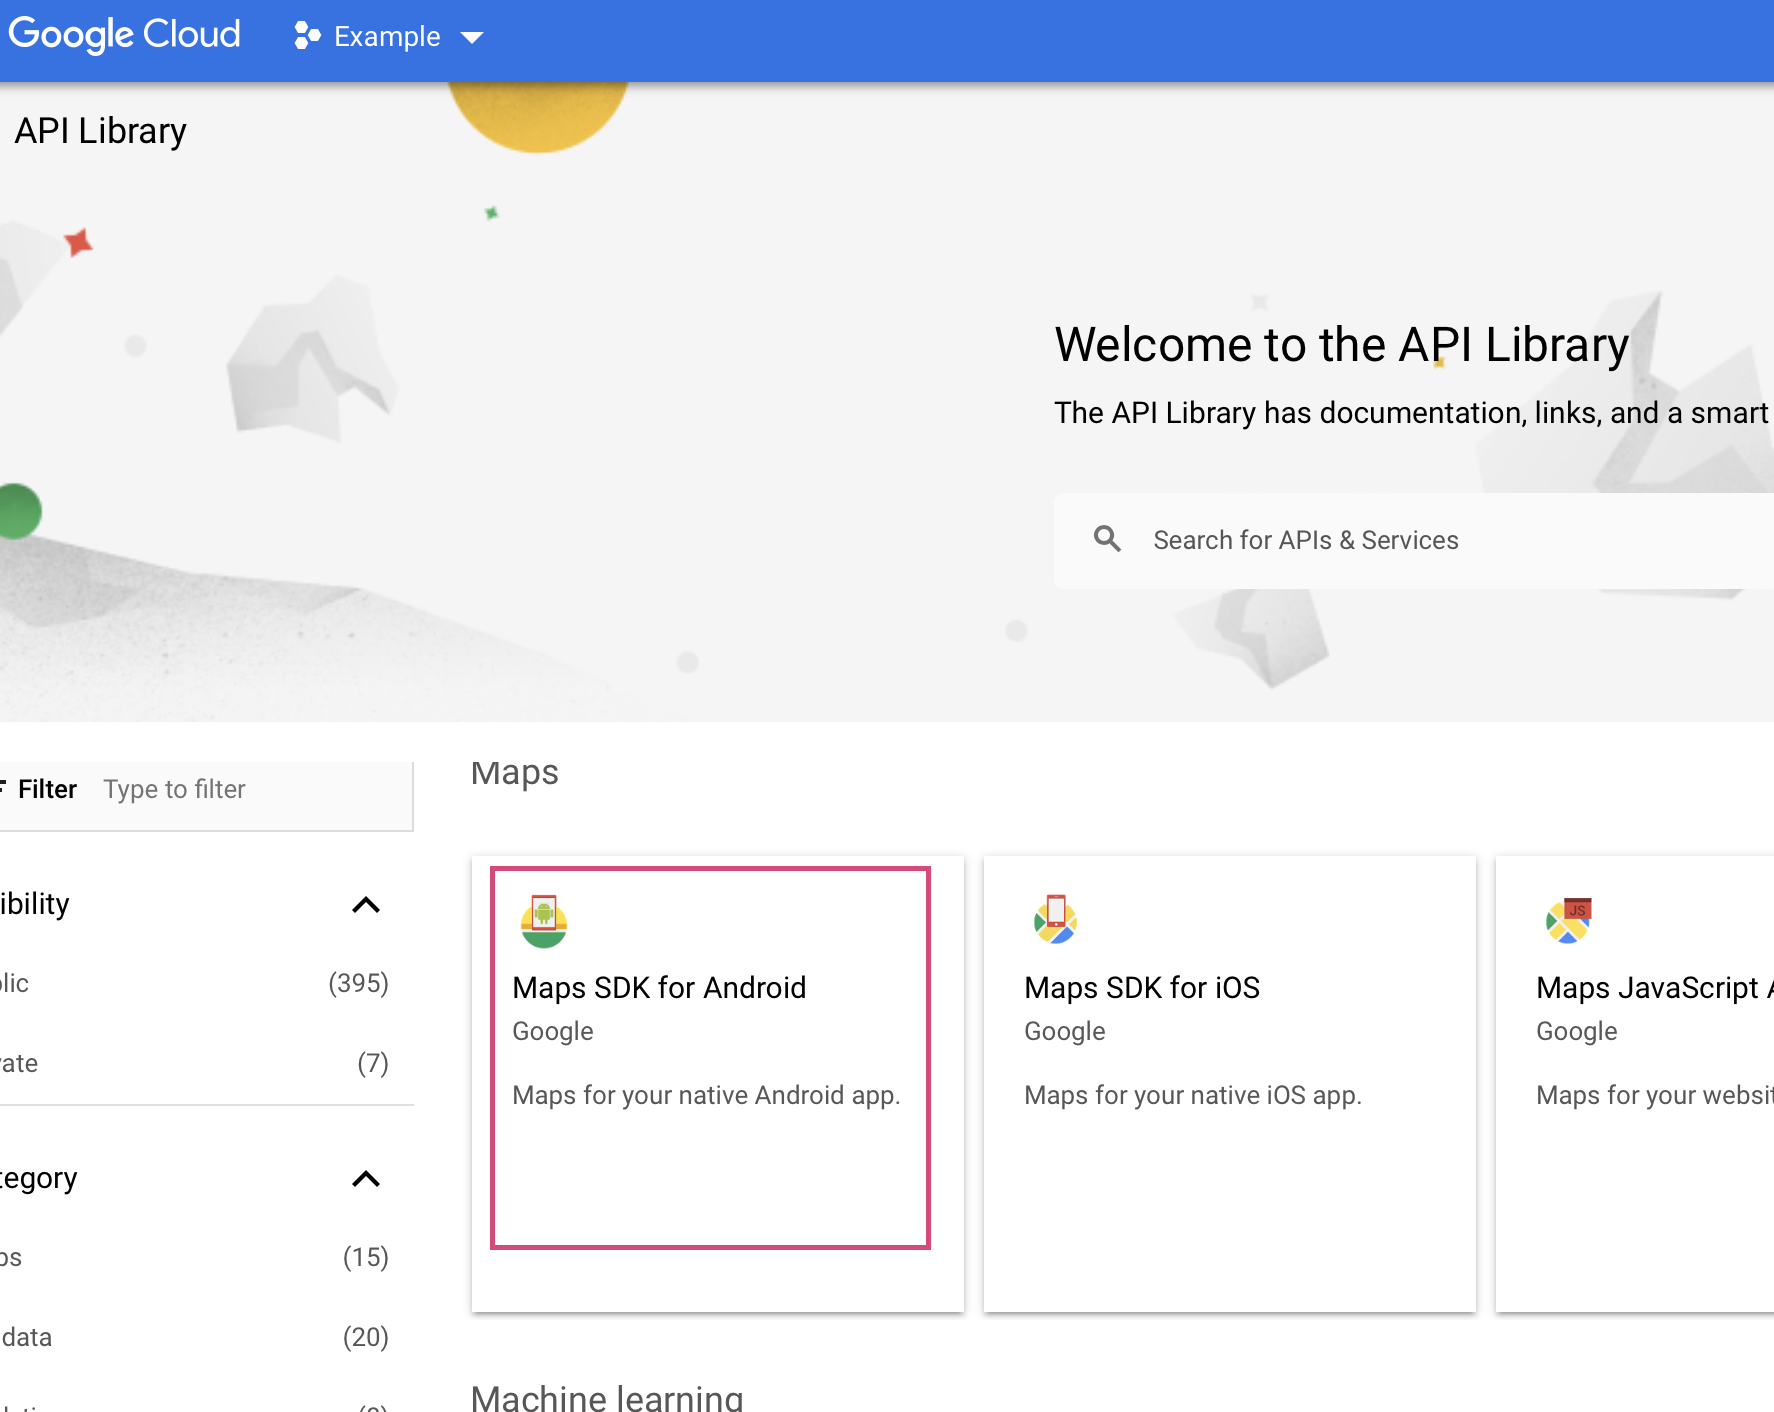 Google Cloud
Example
API Library
Welcome to the API Library
The API Library has documentation, links, and a smart
Search for APIs & Services
Filter Type to filter
Maps
ibility
lic (395)
ate (7)
tegory
ps (15)
data (20)
Maps SDK for Android
Google
Maps for your native Android app.
Maps SDK for iOS
Google
Maps for your native iOS app.
JS
Maps JavaScript
Google
Maps for your websit
Machine learning